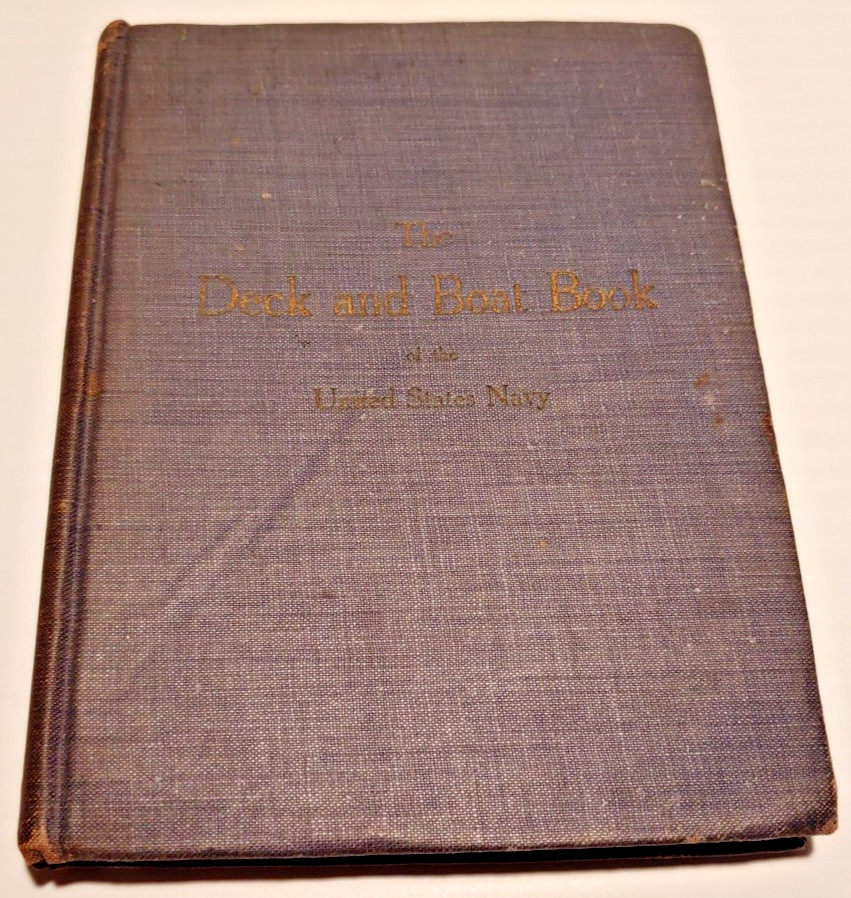 The
Deck and Boat Book
of the
United States Navy